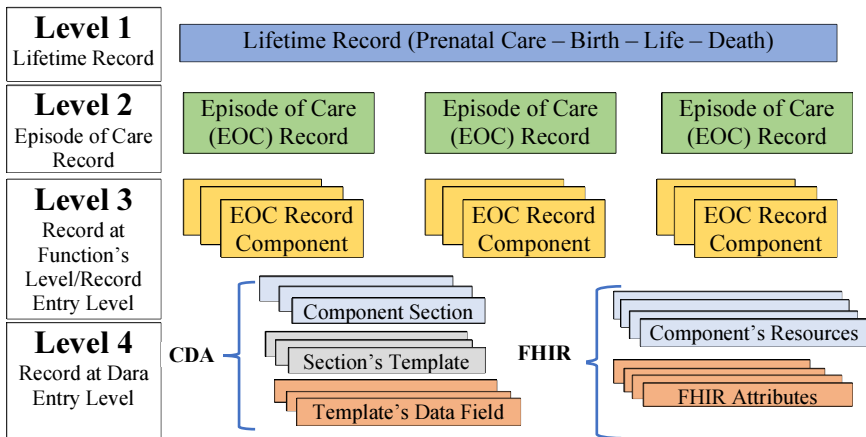 Level 1
Lifetime Record
Lifetime Record (Prenatal Care – Birth – Life – Death)
Level 2
Episode of Care
Record
Episode of Care
(EOC) Record
Episode of Care
(EOC) Record
Episode of Care
(EOC) Record
Level 3
Record at
Function's
Level/Record
Entry Level
EOC Record
Component
EOC Record
Component
EOC Record
Component
Level 4
Record at Dara
Entry Level
CDA
Component Section
Section's Template
Template's Data Field
FHIR
Component's Resources
FHIR Attributes